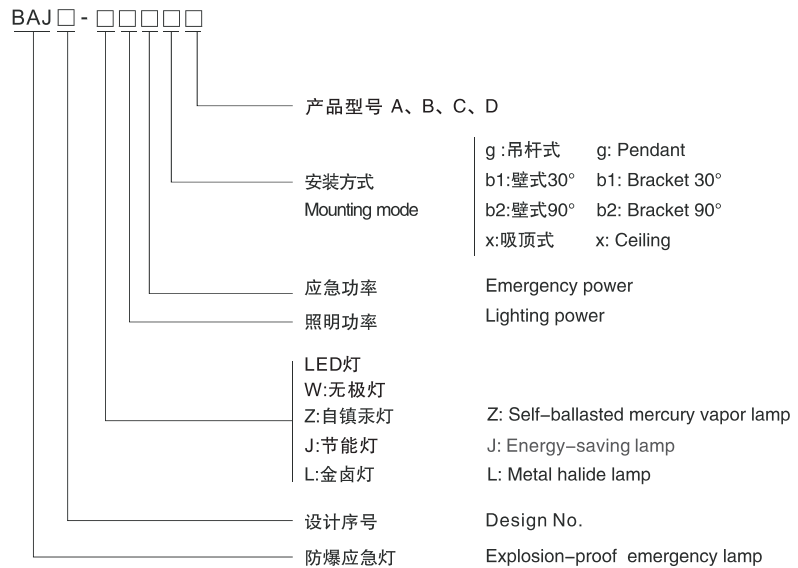 BAJ□-□□□□□
产品型号 A、B、C、D
g :吊杆式 g: Pendant
安装方式 b1:壁式30° b1: Bracket 30°
Mounting mode b2:壁式90° b2: Bracket 90°
x:吸顶式 x: Ceiling
应急功率 Emergency power
照明功率 Lighting power
LED灯
W:无极灯
Z:自镇汞灯 Z: Self-ballasted mercury vapor lamp
J:节能灯 J: Energy-saving lamp
L:金卤灯 L: Metal halide lamp
设计序号 Design No.
防爆应急灯 Explosion-proof emergency lamp